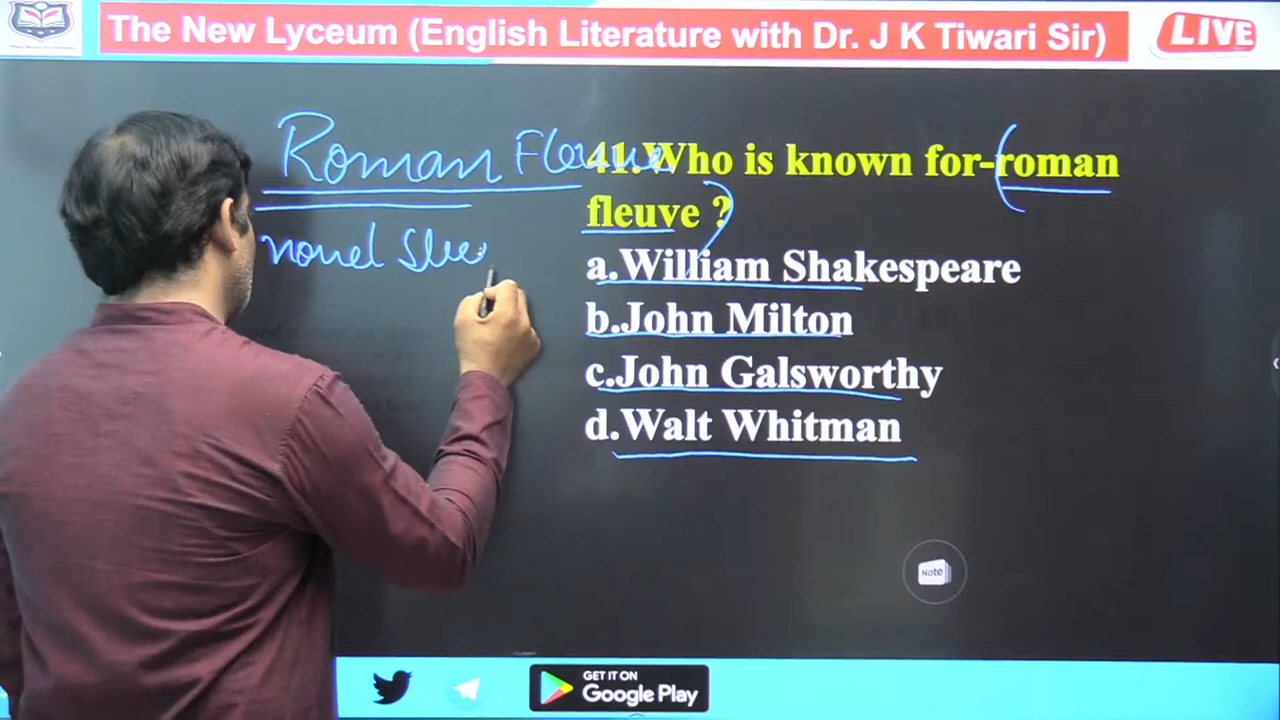 The New Lyceum (English Literature with Dr. J K Tiwari Sir)
LIVE
Roman
41.Who is known for-roman
fleuve ?
novel
a.William Shakespeare
b.John Milton
c.John Galsworthy
d.Walt Whitman
Note
GET IT ON
Google Play